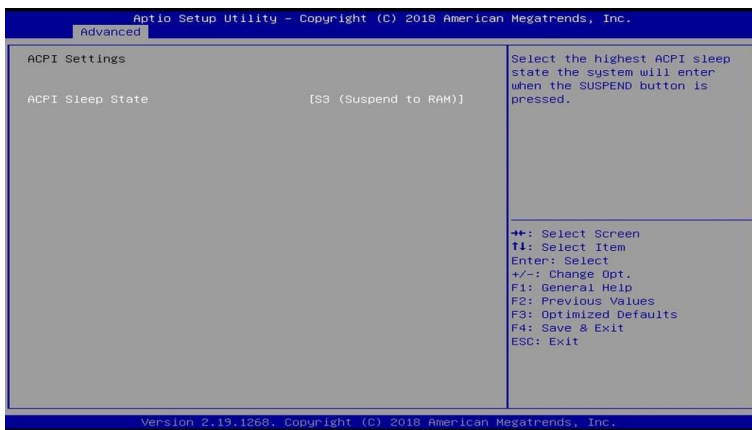 Aptio Setup Utility – Copyright (C) 2018 American Megatrends, Inc.
Advanced
ACPI Settings
ACPI Sleep State [S3 (Suspend to RAM)]
Select the highest ACPI sleep
state the system will enter
when the SUSPEND button is
pressed.
→←: Select Screen
↑↓: Select Item
Enter: Select
+/-: Change Opt.
F1: General Help
F2: Previous Values
F3: Optimized Defaults
F4: Save & Exit
ESC: Exit
Version 2.19.1268. Copyright (C) 2018 American Megatrends, Inc.